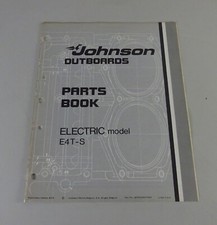 Johnson
OUTBOARDS
PARTS
BOOK
ELECTRIC model
E4T-S